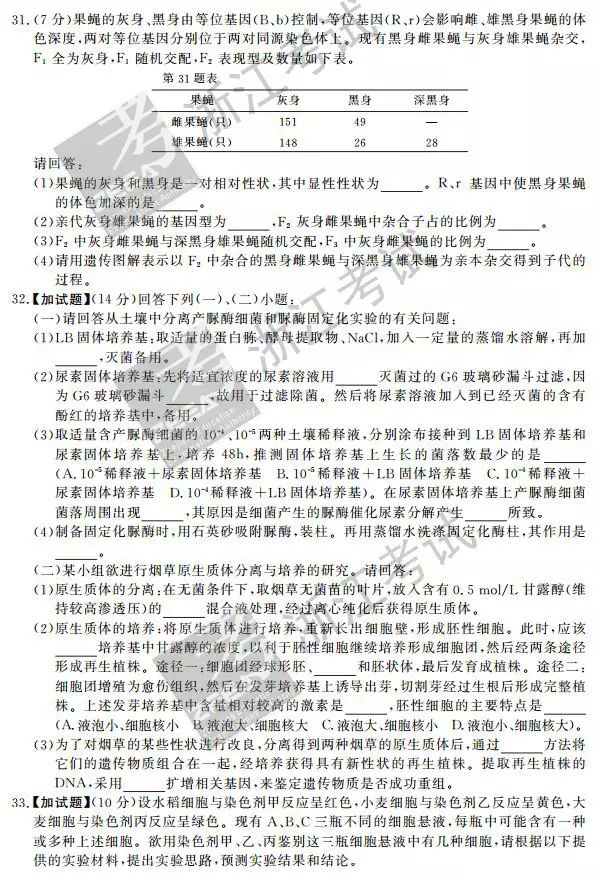 31.(7分)果蝇的灰身、黑身由等位基因(B、b)控制,等位基因(R、r)会影响雌、雄黑身果蝇的体
色深度,两对等位基因分别位于两对同源染色体上。现有黑身雌果蝇与灰身雄果蝇杂交,
F₁全为灰身,F₁随机交配,F₂表现型及数量如下表。
第31题表
果蝇 灰身 黑身 深黑身
雌果蝇(只) 151 49 —
雄果蝇(只) 148 26 28
请回答:
(1)果蝇的灰身和黑身是一对相对性状,其中显性性状为______。R、r基因中使黑身果蝇
的体色加深的是______。
(2)亲代灰身雄果蝇的基因型为______,F₂灰身雌果蝇中杂合子占的比例为______。
(3)F₂中灰身雌果蝇与深黑身雄果蝇随机交配,F₃中灰身雌果蝇的比例为______。
(4)请用遗传图解表示以F₂中杂合的黑身雌果蝇与深黑身雄果蝇为亲本杂交得到子代的
过程。
32.【加试题】(14分)回答下列(一)、(二)小题:
(一)请回答从土壤中分离产脲酶细菌和脲酶固定化实验的有关问题:
(1)LB固体培养基:取适量的蛋白胨、酵母提取物、NaCl,加入一定量的蒸馏水溶解,再加
______,灭菌备用。
(2)尿素固体培养基:先将适宜浓度的尿素溶液用______灭菌过的G6玻璃砂漏斗过滤,因
为G6玻璃砂漏斗______,故用于过滤除菌。然后将尿素溶液加入到已经灭菌的含有
酚红的培养基中,备用。
(3)取适量含产脲酶细菌的10⁻⁴、10⁻⁵两种土壤稀释液,分别涂布接种到LB固体培养基和
尿素固体培养基上,培养48h,推测固体培养基上生长的菌落数最少的是______
(A.10⁻⁵稀释液+尿素固体培养基 B.10⁻⁵稀释液+LB固体培养基 C.10⁻⁴稀释液+
尿素固体培养基 D.10⁻⁴稀释液+LB固体培养基)。在尿素固体培养基上产脲酶细菌
菌落周围出现______,其原因是细菌产生的脲酶催化尿素分解产生______所致。
(4)制备固定化脲酶时,用石英砂吸附脲酶,装柱。再用蒸馏水洗涤固定化酶柱,其作用是
______。
(二)某小组欲进行烟草原生质体分离与培养的研究。请回答:
(1)原生质体的分离:在无菌条件下,取烟草无菌苗的叶片,放入含有0.5 mol/L甘露醇(维
持较高渗透压)的______混合液处理,经过离心纯化后获得原生质体。
(2)原生质体的培养:将原生质体进行培养,重新长出细胞壁,形成胚性细胞。此时,应该
______培养基中甘露醇的浓度,以利于胚性细胞继续培养形成细胞团,然后经两条途径
形成再生植株。途径一:细胞团经球形胚、______和胚状体,最后发育成植株。途径二:
细胞团增殖为愈伤组织,然后在发芽培养基上诱导出芽,切割芽经过生根后形成完整植
株。上述发芽培养基中含量相对较高的激素是______,胚性细胞的主要特点是______
(A.液泡小、细胞核小 B.液泡小、细胞核大 C.液泡大、细胞核小 D.液泡小、细胞核大)。
(3)为了对烟草的某些性状进行改良,分离得到两种烟草的原生质体后,通过______方法将
它们的遗传物质组合在一起,经培养获得具有新性状的再生植株。提取再生植株的
DNA,采用______扩增相关基因,来鉴定遗传物质是否成功重组。
33.【加试题】(10分)设水稻细胞与染色剂甲反应呈红色,小麦细胞与染色剂乙反应呈黄色,大
麦细胞与染色剂丙反应呈绿色。现有A、B、C三瓶不同的细胞悬液,每瓶中可能含有一种
或多种上述细胞。欲用染色剂甲、乙、丙鉴别这三瓶细胞悬液中有几种细胞,请根据以下提
供的实验材料,提出实验思路,预测实验结果和结论。
浙江考试
浙江考试
浙江考试